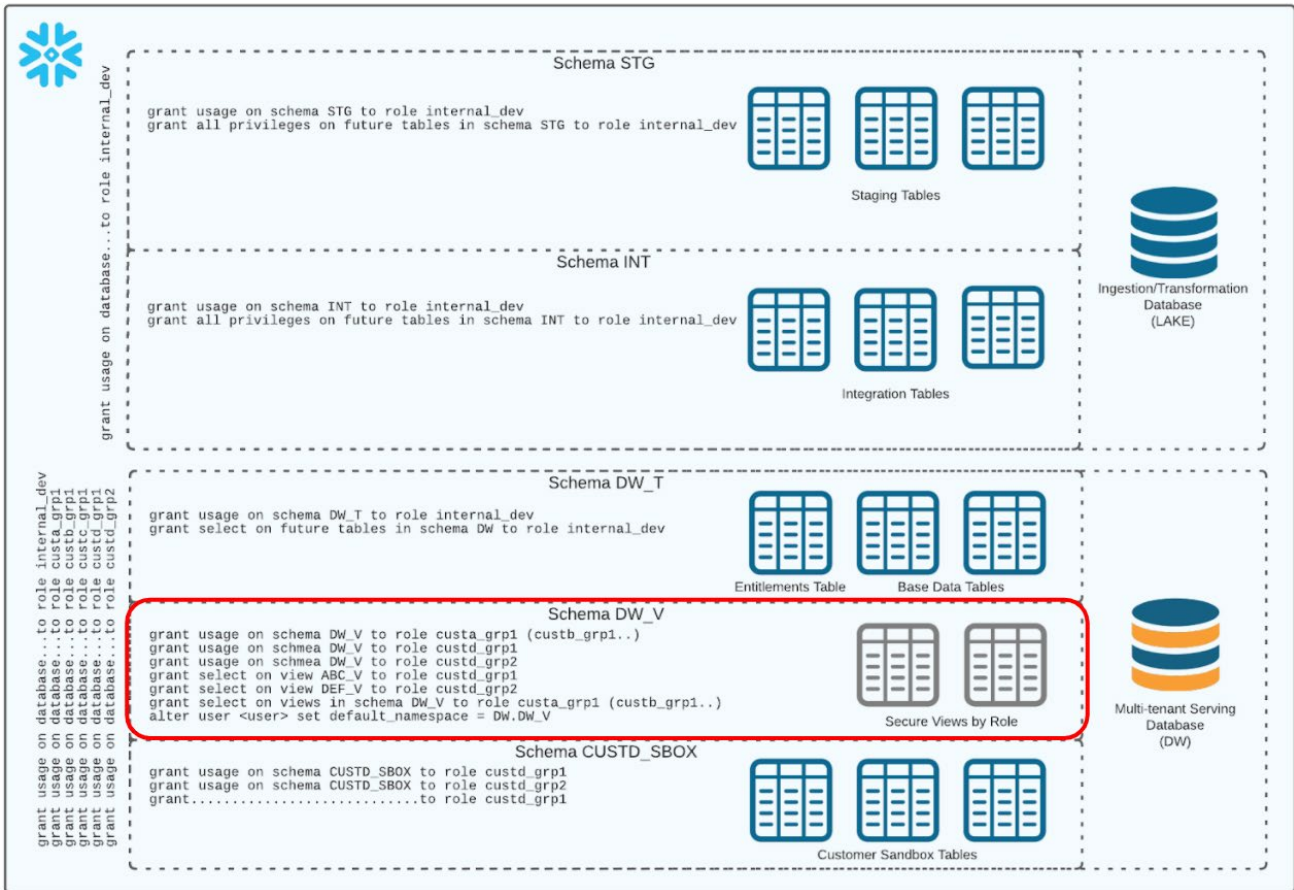 Schema STG
grant usage on schema STG to role internal_dev
grant all privileges on future tables in schema STG to role internal_dev
Staging Tables
grant usage on database...to role internal_dev
Schema INT
grant usage on schema INT to role internal_dev
grant all privileges on future tables in schema INT to role internal_dev
Integration Tables
Ingestion/Transformation
Database
(LAKE)
grant usage on database...to role internal_dev
grant usage on database...to role custa_grp1
grant usage on database...to role custb_grp1
grant usage on database...to role custc_grp1
grant usage on database...to role custd_grp1
grant usage on database...to role custd_grp2
Schema DW_T
grant usage on schema DW_T to role internal_dev
grant select on future tables in schema DW to role internal_dev
Entitlements Table
Base Data Tables
Schema DW_V
grant usage on schema DW_V to role custa_grp1 (custb_grp1..)
grant usage on schmea DW_V to role custd_grp1
grant usage on schmea DW_V to role custd_grp2
grant select on view ABC_V to role custd_grp1
grant select on view DEF_V to role custd_grp2
grant select on views in schema DW_V to role custa_grp1 (custb_grp1..)
alter user <user> set default_namespace = DW.DW_V
Secure Views by Role
Multi-tenant Serving
Database
(DW)
Schema CUSTD_SBOX
grant usage on schema CUSTD_SBOX to role custd_grp1
grant usage on schema CUSTD_SBOX to role custd_grp2
grant............................to role custd_grp1
Customer Sandbox Tables